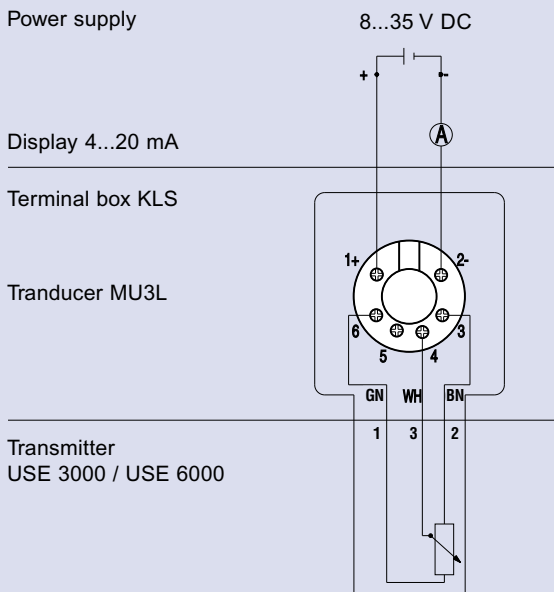 Power supply
8...35 V DC
+ -
A
Display 4...20 mA
Terminal box KLS
1+ 2-
Tranducer MU3L
6 3
5 4
GN WH BN
1 3 2
Transmitter
USE 3000 / USE 6000